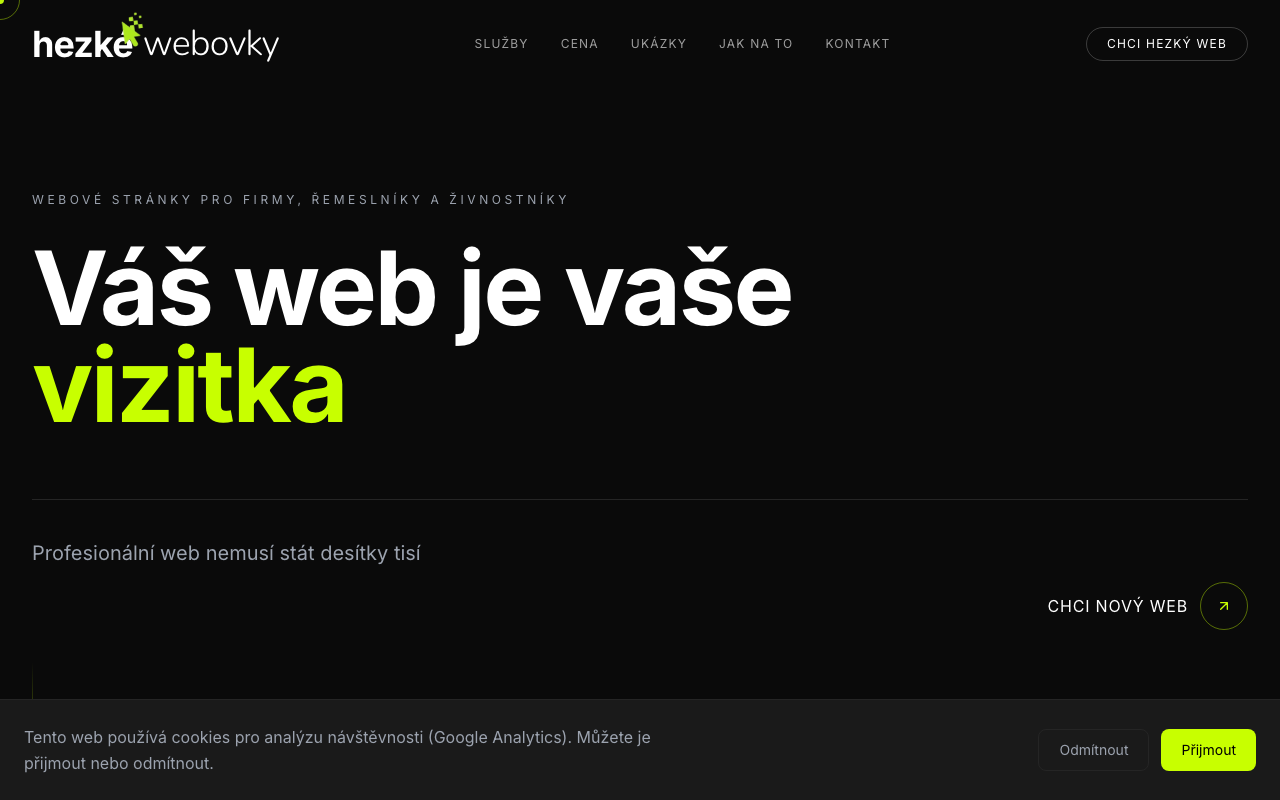 hezké webovky
SLUŽBY
CENA
UKÁZKY
JAK NA TO
KONTAKT
CHCI HEZKÝ WEB
WEBOVÉ STRÁNKY PRO FIRMY, ŘEMESLNÍKY A ŽIVNOSTNÍKY
Váš web je vaše
vizitka
Profesionální web nemusí stát desítky tisí
CHCI NOVÝ WEB
Tento web používá cookies pro analýzu návštěvnosti (Google Analytics). Můžete je
přijmout nebo odmítnout.
Odmítnout
Přijmout